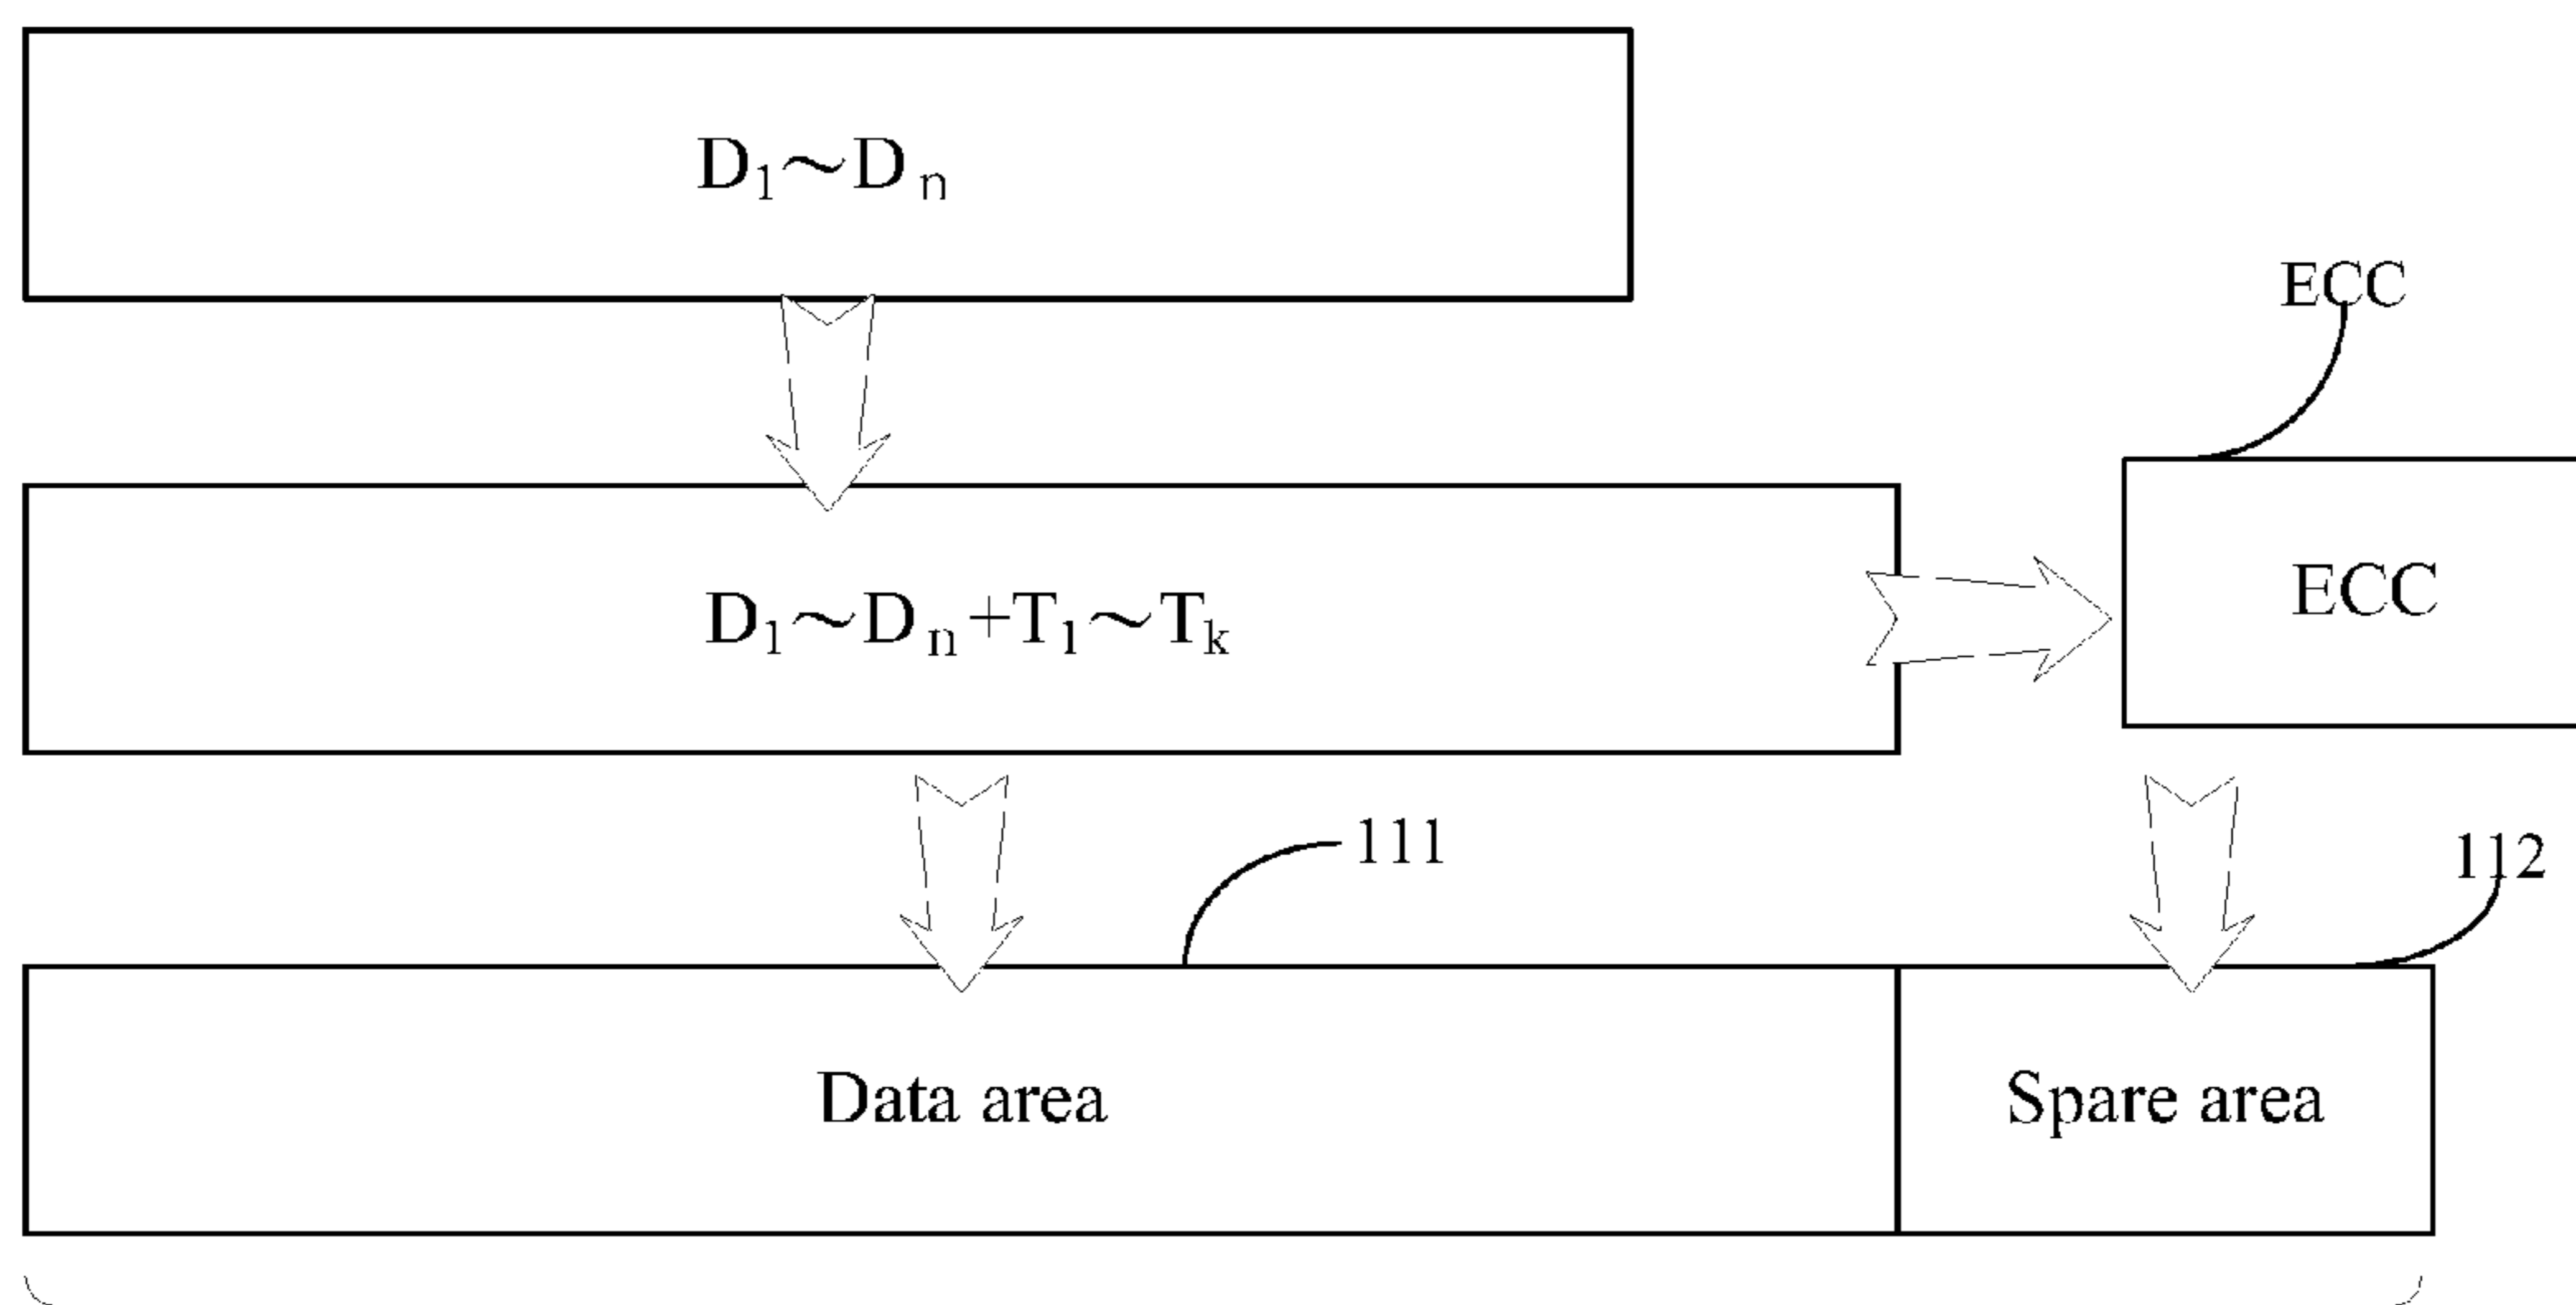 D₁~Dₙ
ECC
D₁~Dₙ+T₁~Tₖ
ECC
111
112
Data area
Spare area